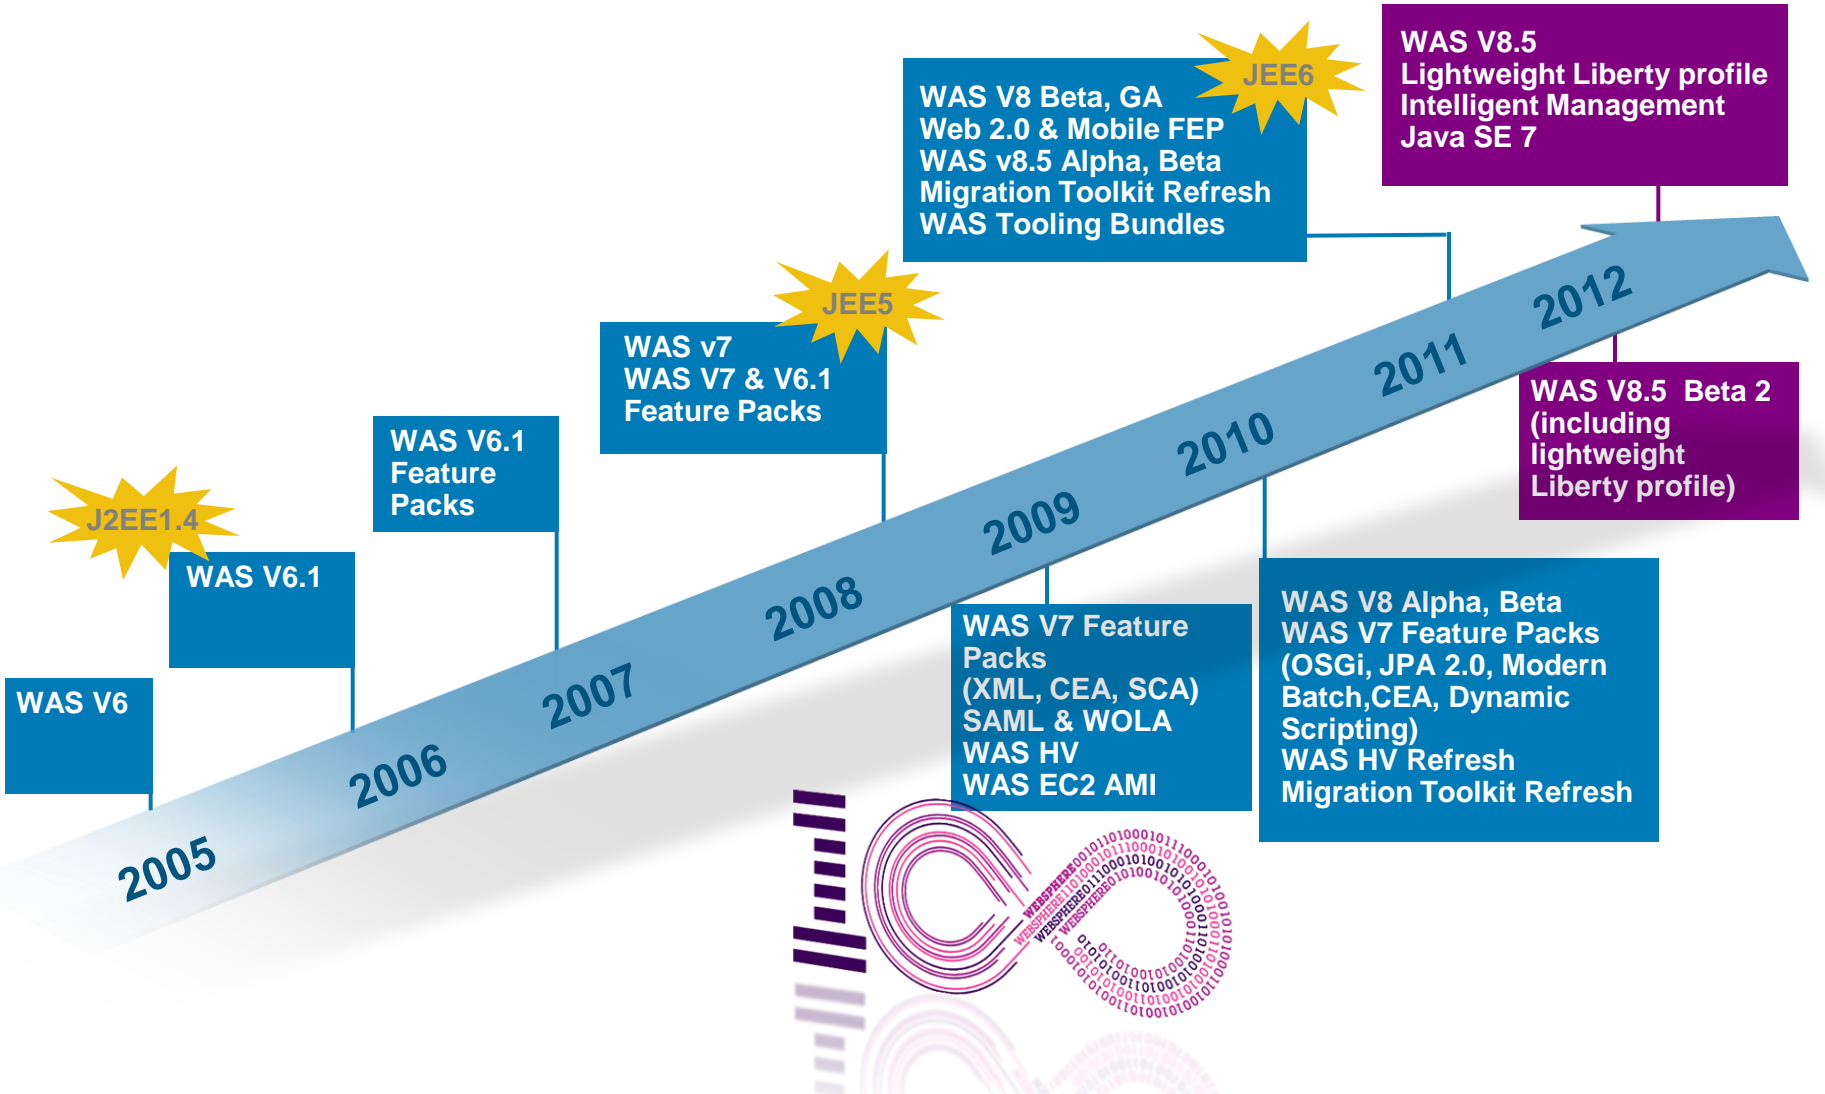 WAS V8.5
Lightweight Liberty profile
Intelligent Management
Java SE 7
JEE6
WAS V8 Beta, GA
Web 2.0 & Mobile FEP
WAS v8.5 Alpha, Beta
Migration Toolkit Refresh
WAS Tooling Bundles
JEE5
WAS v7
WAS V7 & V6.1
Feature Packs
WAS V6.1
Feature
Packs
J2EE1.4
WAS V6.1
WAS V6
2005
2006
2007
2008
2009
2010
2011
2012
WAS V8.5 Beta 2
(including
lightweight
Liberty profile)
WAS V7 Feature
Packs
(XML, CEA, SCA)
SAML & WOLA
WAS HV
WAS EC2 AMI
WAS V8 Alpha, Beta
WAS V7 Feature Packs
(OSGi, JPA 2.0, Modern
Batch,CEA, Dynamic
Scripting)
WAS HV Refresh
Migration Toolkit Refresh
WEBSPHERE
WEBSPHERE
WEBSPHERE
WEBSPHERE